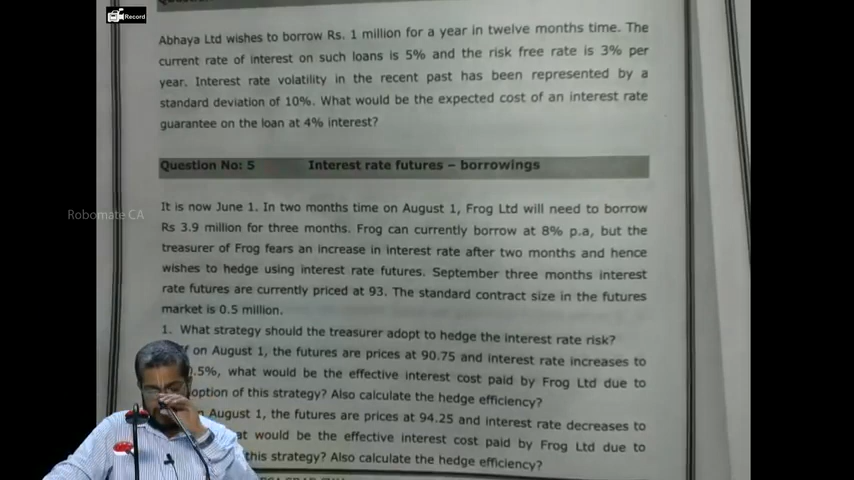 Record
Abhaya Ltd wishes to borrow Rs. 1 million for a year in twelve months time. The
current rate of interest on such loans is 5% and the risk free rate is 3% per
year. Interest rate volatility in the recent past has been represented by a
standard deviation of 10%. What would be the expected cost of an interest rate
guarantee on the loan at 4% interest?
Question No: 5 Interest rate futures – borrowings
Robomate CA
It is now June 1. In two months time on August 1, Frog Ltd will need to borrow
Rs 3.9 million for three months. Frog can currently borrow at 8% p.a, but the
treasurer of Frog fears an increase in interest rate after two months and hence
wishes to hedge using interest rate futures. September three months interest
rate futures are currently priced at 93. The standard contract size in the futures
market is 0.5 million.
1. What strategy should the treasurer adopt to hedge the interest rate risk?
on August 1, the futures are prices at 90.75 and interest rate increases to
.5%, what would be the effective interest cost paid by Frog Ltd due to
option of this strategy? Also calculate the hedge efficiency?
August 1, the futures are prices at 94.25 and interest rate decreases to
would be the effective interest cost paid by Frog Ltd due to
this strategy? Also calculate the hedge efficiency?